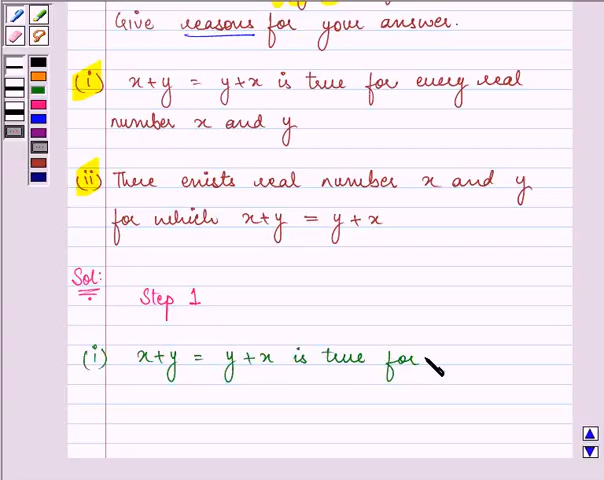 Give reasons for your answer.
(i) x+y = y+x is true for every real
number x and y
(ii) There exists real number x and y
for which x+y = y+x
Sol:
Step 1
(i) x+y = y+x is true for